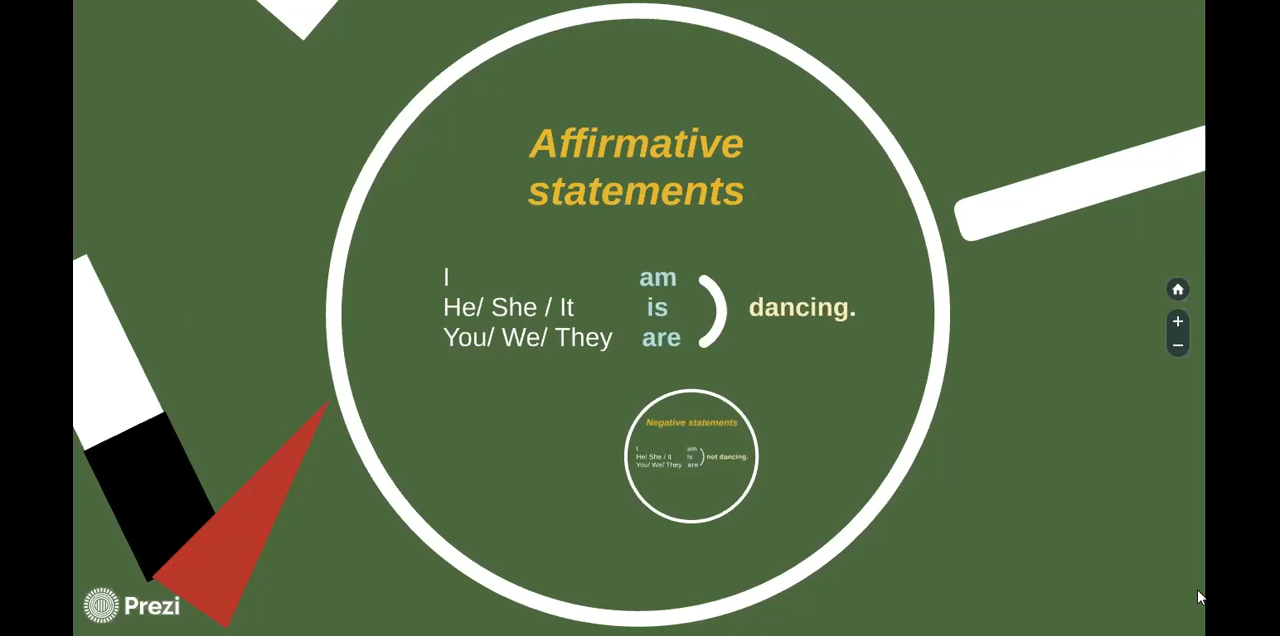 Affirmative
statements
I am
He/ She / It is dancing.
You/ We/ They are
Negative statements
I am
He/ She / It is not dancing.
You/ We/ They are
Prezi